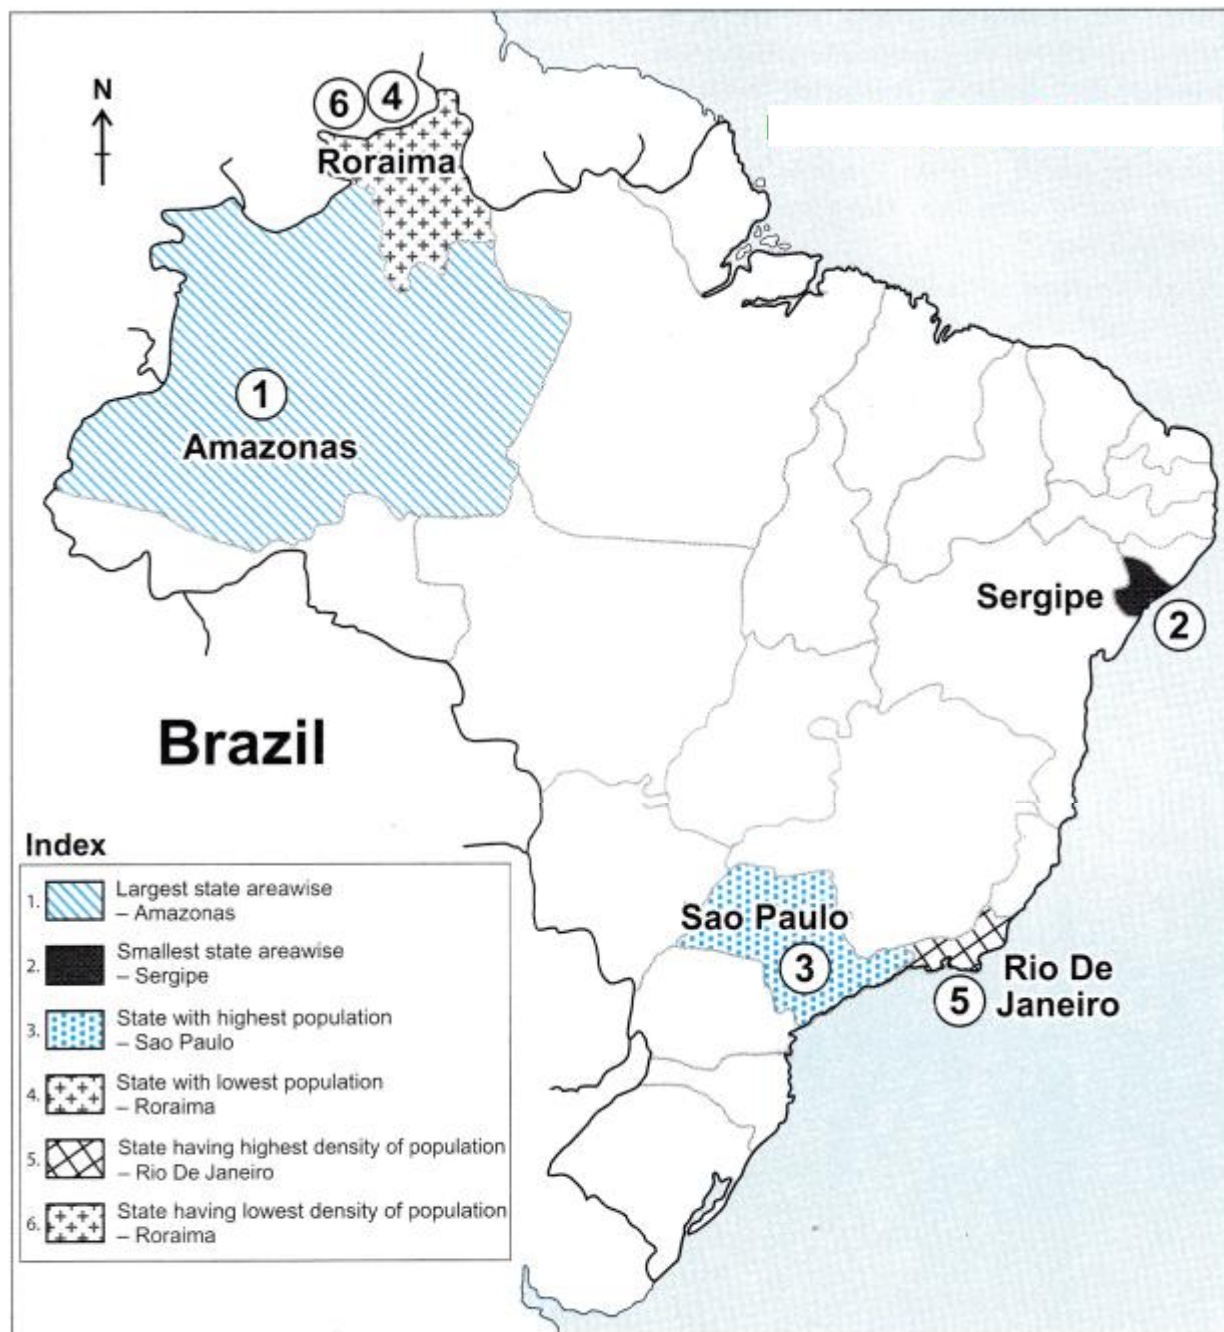 N
6
4
Roraima
1
Amazonas
Sergipe
2
Brazil
Sao Paulo
3
Rio De
Janeiro
5
Index
1. Largest state areawise
– Amazonas
2. Smallest state areawise
– Sergipe
3. State with highest population
– Sao Paulo
4. State with lowest population
– Roraima
5. State having highest density of population
– Rio De Janeiro
6. State having lowest density of population
– Roraima